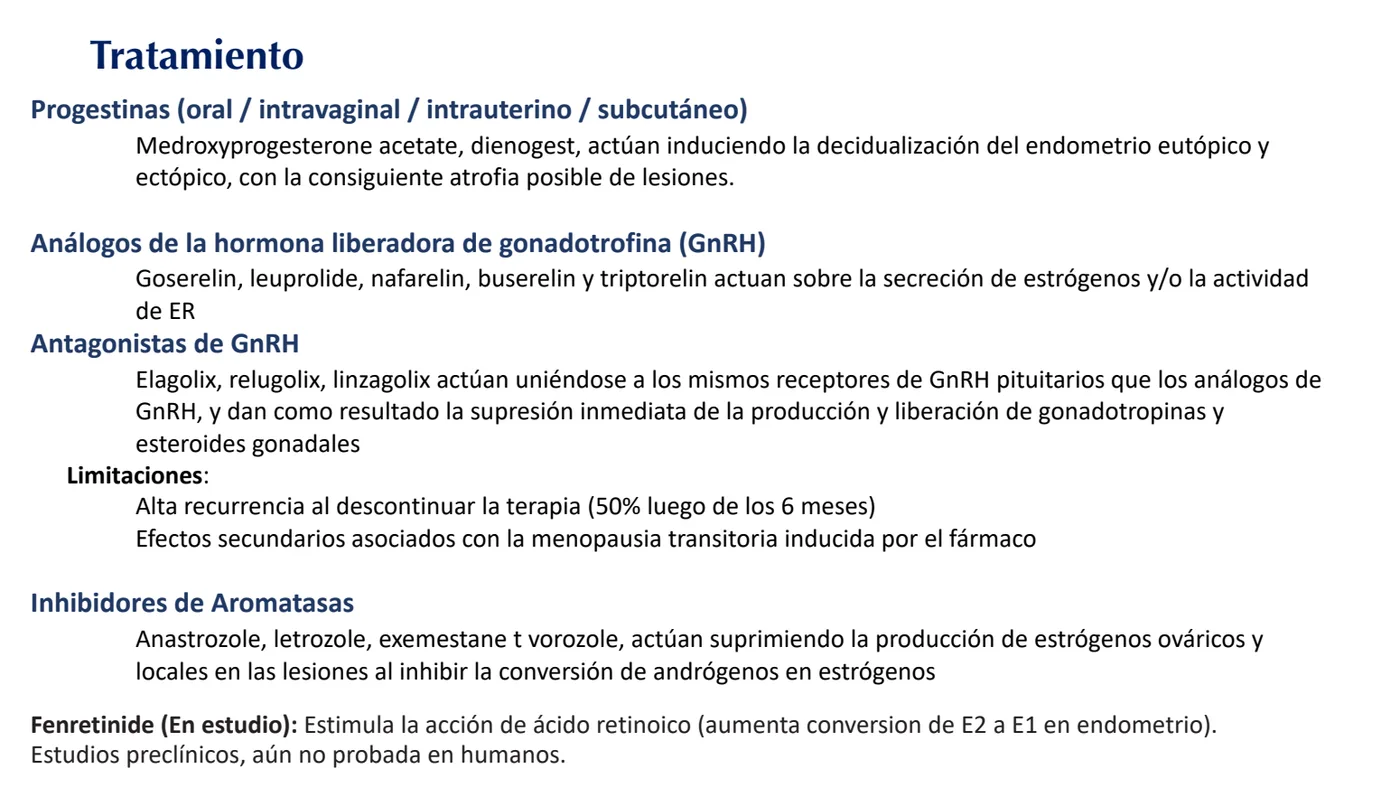 Tratamiento
Progestinas (oral / intravaginal / intrauterino / subcutáneo)
Medroxyprogesterone acetate, dienogest, actúan induciendo la decidualización del endometrio eutópico y
ectópico, con la consiguiente atrofia posible de lesiones.
Análogos de la hormona liberadora de gonadotrofina (GnRH)
Goserelin, leuprolide, nafarelin, buserelin y triptorelin actuan sobre la secreción de estrógenos y/o la actividad
de ER
Antagonistas de GnRH
Elagolix, relugolix, linzagolix actúan uniéndose a los mismos receptores de GnRH pituitarios que los análogos de
GnRH, y dan como resultado la supresión inmediata de la producción y liberación de gonadotropinas y
esteroides gonadales
Limitaciones:
Alta recurrencia al descontinuar la terapia (50% luego de los 6 meses)
Efectos secundarios asociados con la menopausia transitoria inducida por el fármaco
Inhibidores de Aromatasas
Anastrozole, letrozole, exemestane t vorozole, actúan suprimiendo la producción de estrógenos ováricos y
locales en las lesiones al inhibir la conversión de andrógenos en estrógenos
Fenretinide (En estudio): Estimula la acción de ácido retinoico (aumenta conversion de E2 a E1 en endometrio).
Estudios preclínicos, aún no probada en humanos.